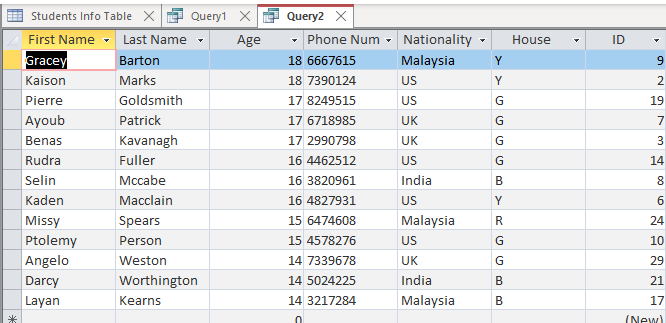 Students Info Table Query1 Query2
First Name Last Name Age Phone Num Nationality House ID
Gracey Barton 18 6667615 Malaysia Y 9
Kaison Marks 18 7390124 US Y 2
Pierre Goldsmith 17 8249515 US G 19
Ayoub Patrick 17 6718985 UK G 7
Benas Kavanagh 17 2990798 UK G 3
Rudra Fuller 16 4462512 US G 14
Selin Mccabe 16 3820961 India B 8
Kaden Macclain 16 4827931 US Y 6
Missy Spears 15 6474608 Malaysia R 24
Ptolemy Person 15 4578276 US G 10
Angelo Weston 14 7339678 UK G 29
Darcy Worthington 14 5024225 India B 21
Layan Kearns 14 3217284 Malaysia B 17
* 0 (New)